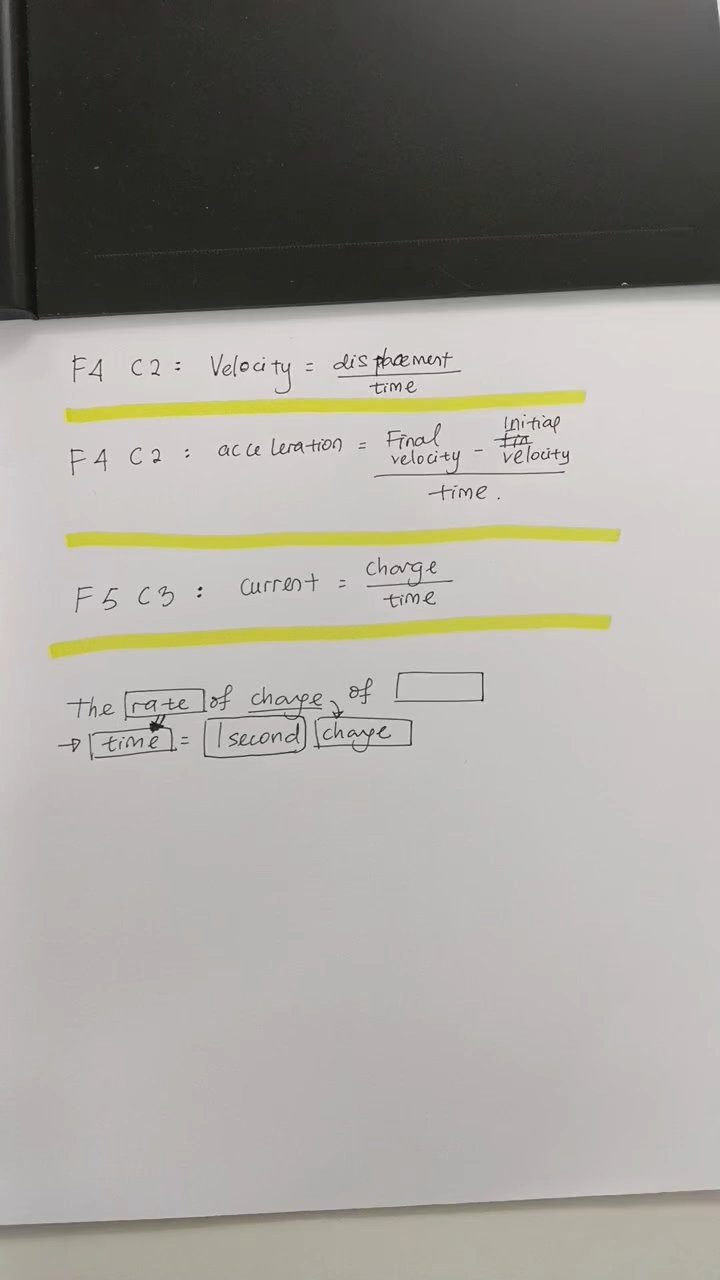 F4 C2 : Velocity = displacement / time
F4 C2 : acceleration = Final velocity - Initial velocity / time.
F5 C3 : Current = charge / time
The rate of change of
→ time = 1 second change